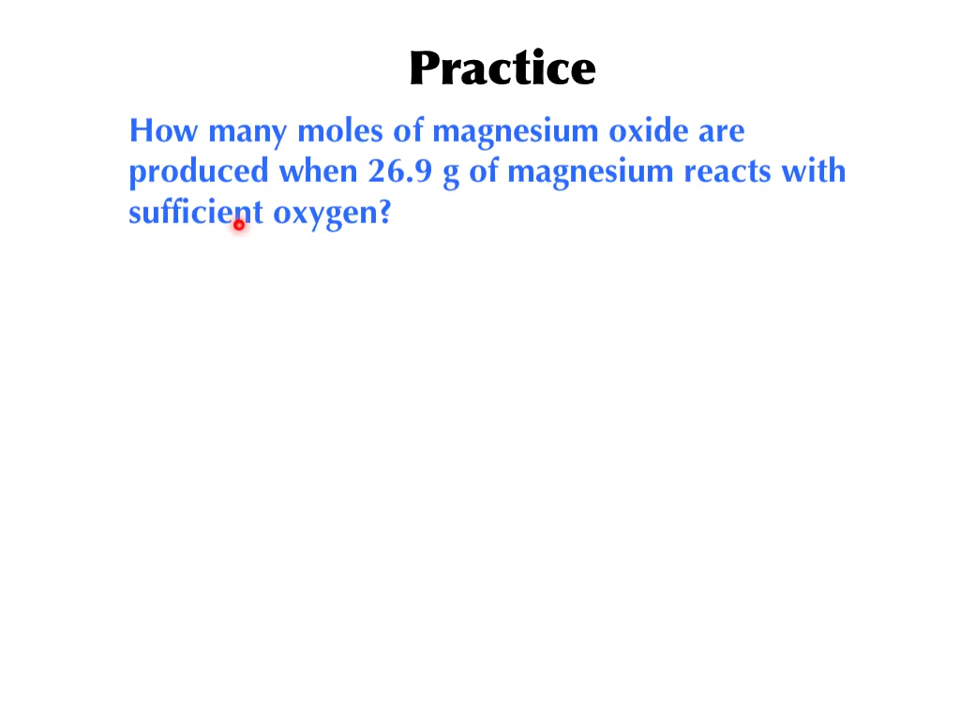 Practice
How many moles of magnesium oxide are
produced when 26.9 g of magnesium reacts with
sufficient oxygen?